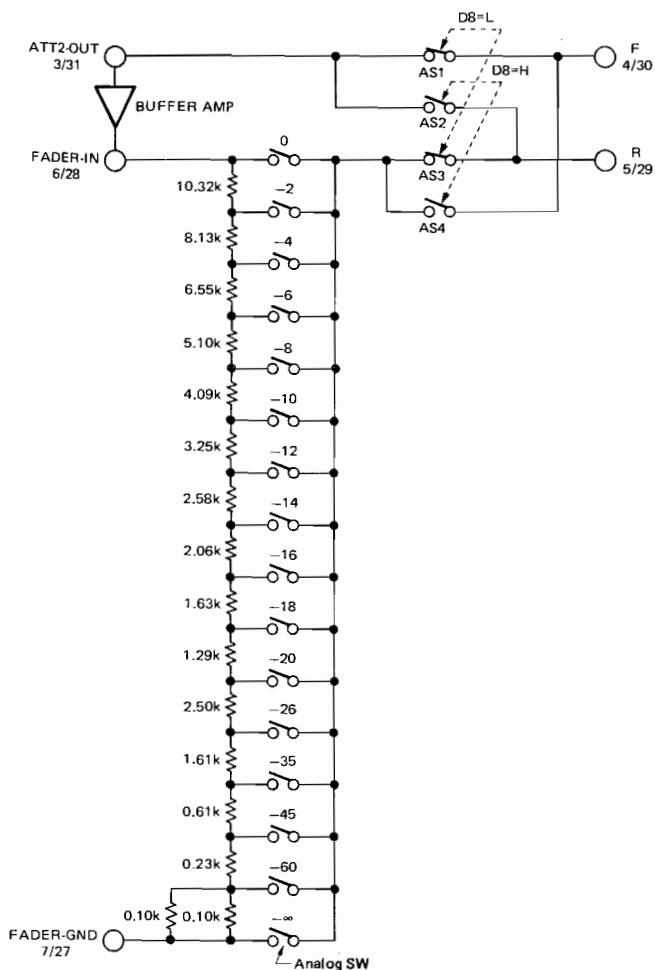 D8=L
ATT2-OUT
3/31
AS1
F
4/30
D8=H
BUFFER AMP
AS2
FADER-IN
6/28
0
AS3
R
5/29
10.32k
−2
AS4
8.13k
−4
6.55k
−6
5.10k
−8
4.09k
−10
3.25k
−12
2.58k
−14
2.06k
−16
1.63k
−18
1.29k
−20
2.50k
−26
1.61k
−35
0.61k
−45
0.23k
−60
0.10k
0.10k
−∞
FADER-GND
7/27
Analog SW